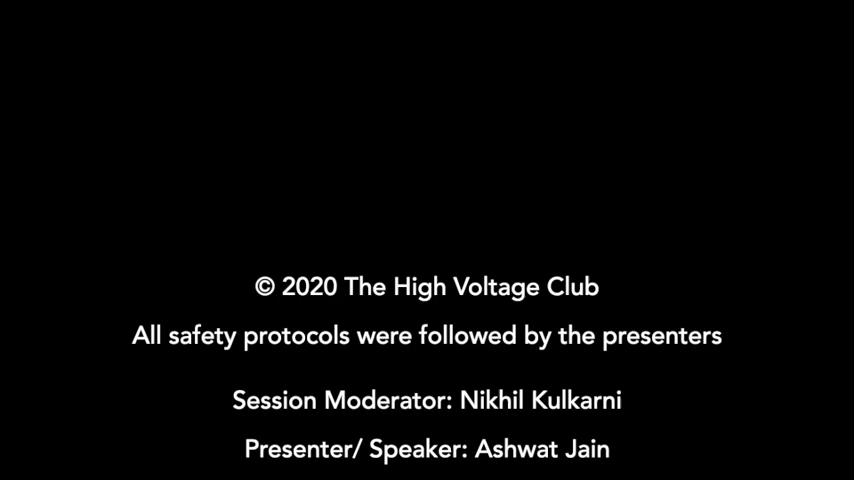 © 2020 The High Voltage Club
All safety protocols were followed by the presenters
Session Moderator: Nikhil Kulkarni
Presenter/ Speaker: Ashwat Jain